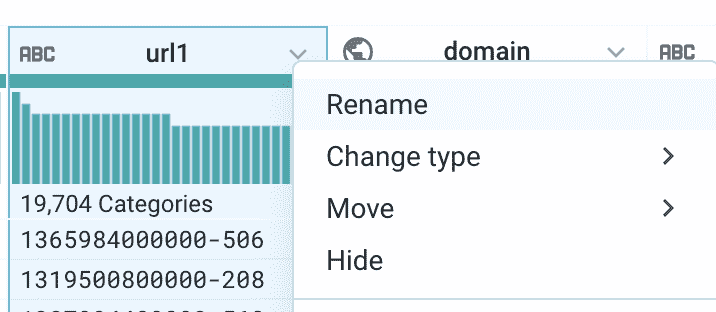 ABC url1 domain ABC
Rename
Change type
Move
19,704 Categories
1365984000000-506
Hide
1319500800000-208